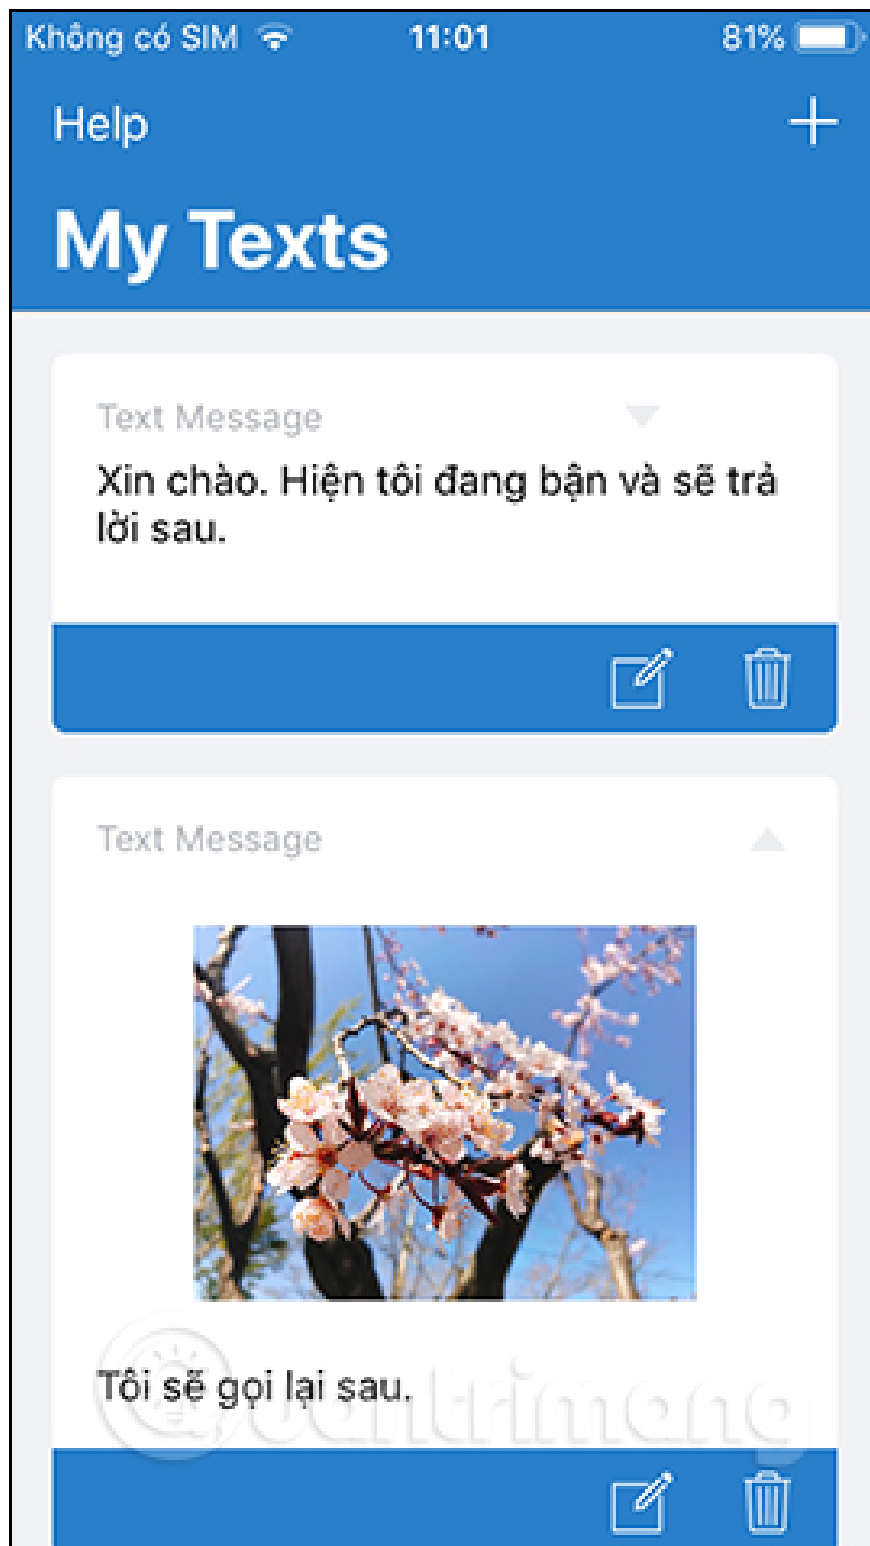 Không có SIM 11:01 81%
Help
My Texts
Text Message
Xin chào. Hiện tôi đang bận và sẽ trả
lời sau.
Text Message
Tôi sẽ gọi lại sau.
Quantrimang